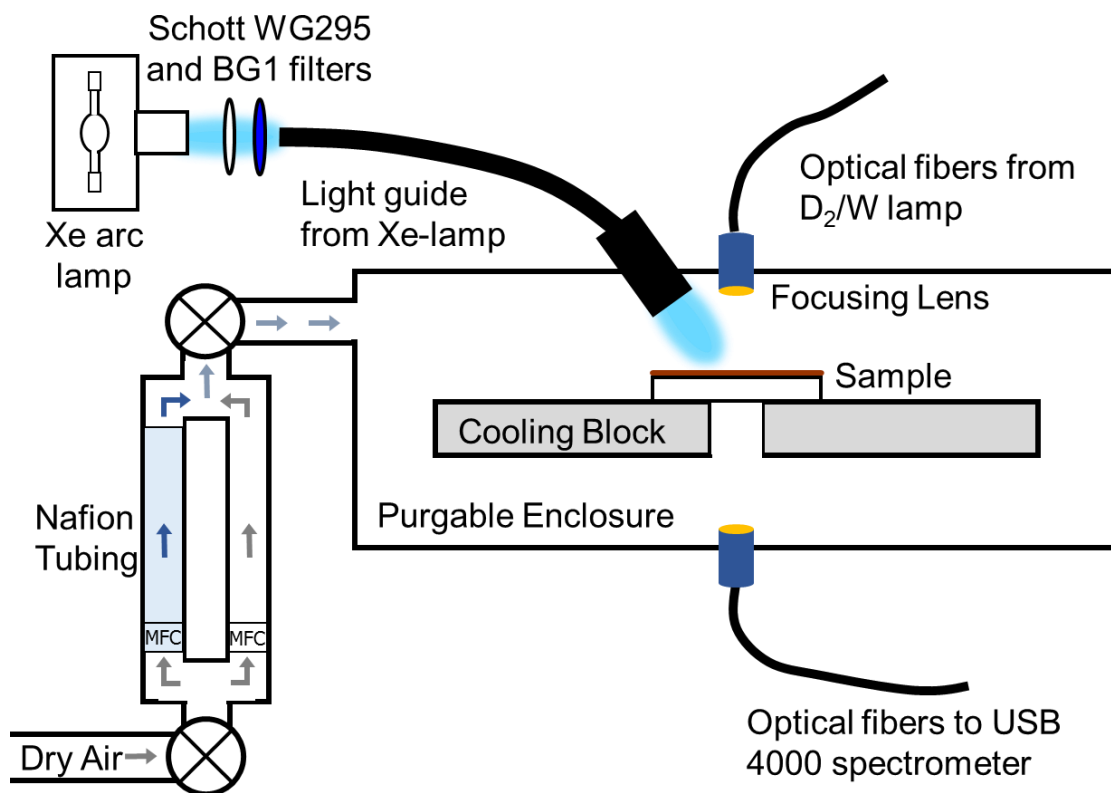 Schott WG295
and BG1 filters
Xe arc
lamp
Light guide
from Xe-lamp
Optical fibers from
D₂/W lamp
Focusing Lens
Sample
Cooling Block
Purgable Enclosure
Nafion
Tubing
MFC
MFC
Dry Air
Optical fibers to USB
4000 spectrometer